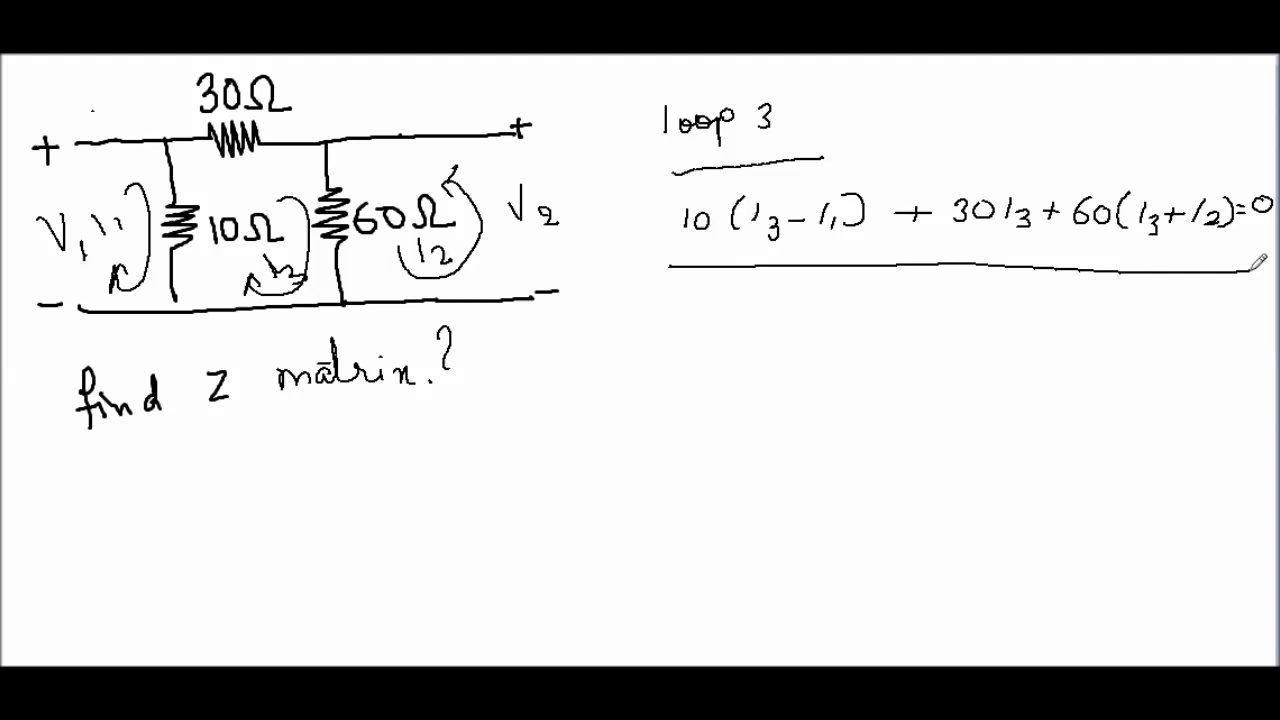 30Ω
+ +
V₁ I₁ 10Ω I₃ 60Ω I₂ V₂
- -
find Z matrix.?
loop 3
10 (I₃ - I₁) + 30I₃ + 60(I₃+I₂)=0